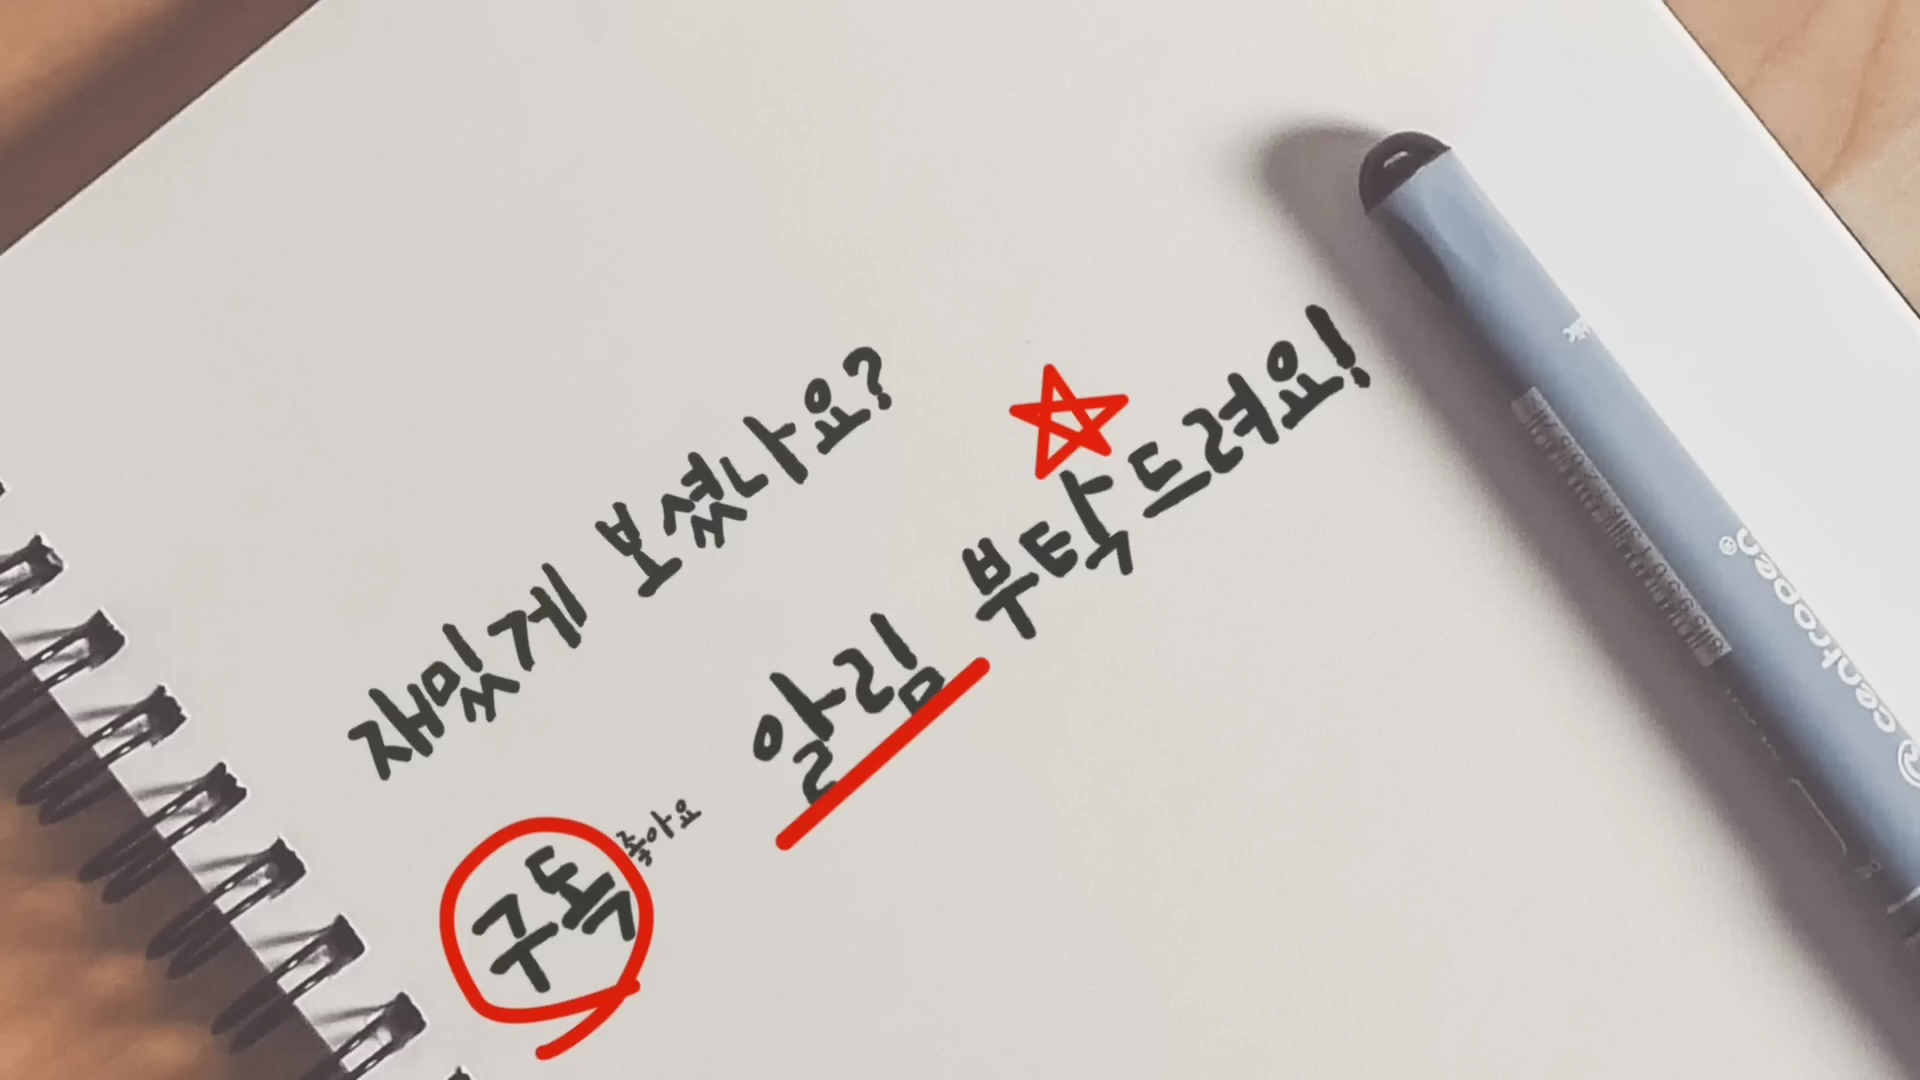 재밌게 보셨나요?
구독 좋아요 알림 부탁드려요!
centropen